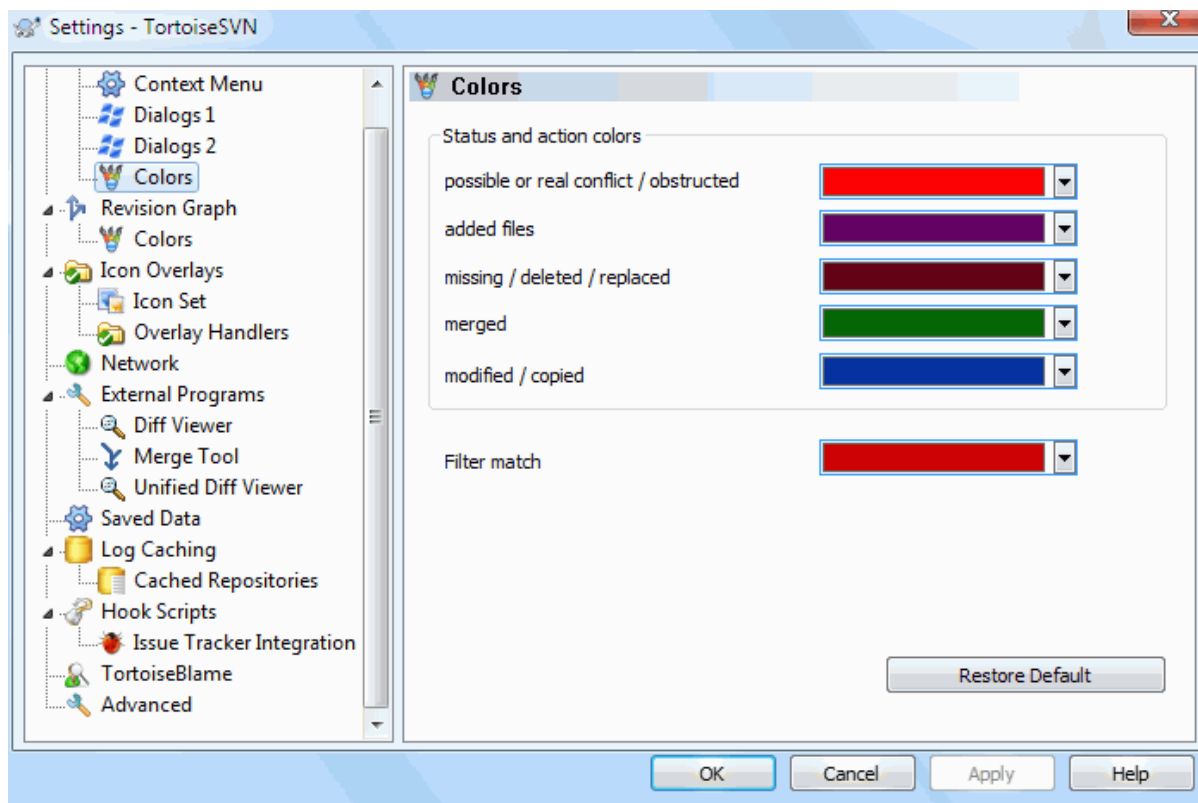 Settings - TortoiseSVN
Context Menu
Dialogs 1
Dialogs 2
Colors
Revision Graph
Colors
Icon Overlays
Icon Set
Overlay Handlers
Network
External Programs
Diff Viewer
Merge Tool
Unified Diff Viewer
Saved Data
Log Caching
Cached Repositories
Hook Scripts
Issue Tracker Integration
TortoiseBlame
Advanced
Colors
Status and action colors
possible or real conflict / obstructed
added files
missing / deleted / replaced
merged
modified / copied
Filter match
Restore Default
OK
Cancel
Apply
Help